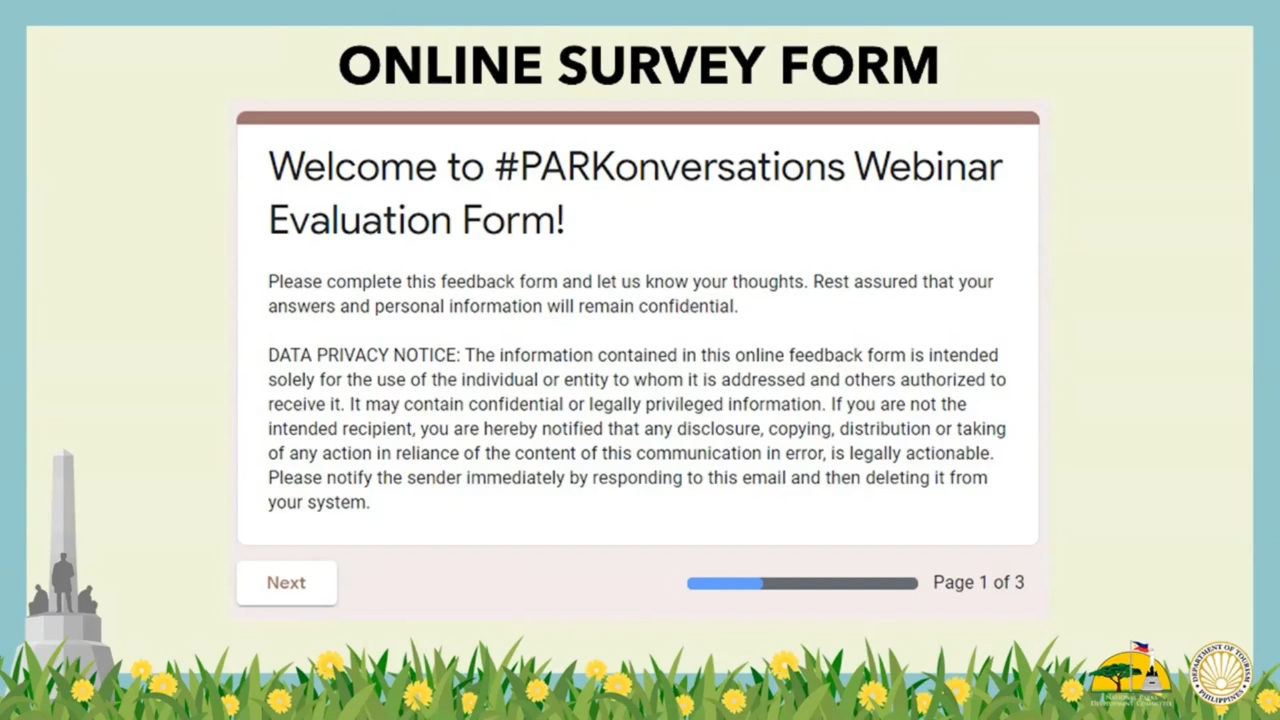 ONLINE SURVEY FORM
Welcome to #PARKonversations Webinar
Evaluation Form!
Please complete this feedback form and let us know your thoughts. Rest assured that your
answers and personal information will remain confidential.
DATA PRIVACY NOTICE: The information contained in this online feedback form is intended
solely for the use of the individual or entity to whom it is addressed and others authorized to
receive it. It may contain confidential or legally privileged information. If you are not the
intended recipient, you are hereby notified that any disclosure, copying, distribution or taking
of any action in reliance of the content of this communication in error, is legally actionable.
Please notify the sender immediately by responding to this email and then deleting it from
your system.
Next
Page 1 of 3
DEPARTMENT OF TOURISM
PHILIPPINES